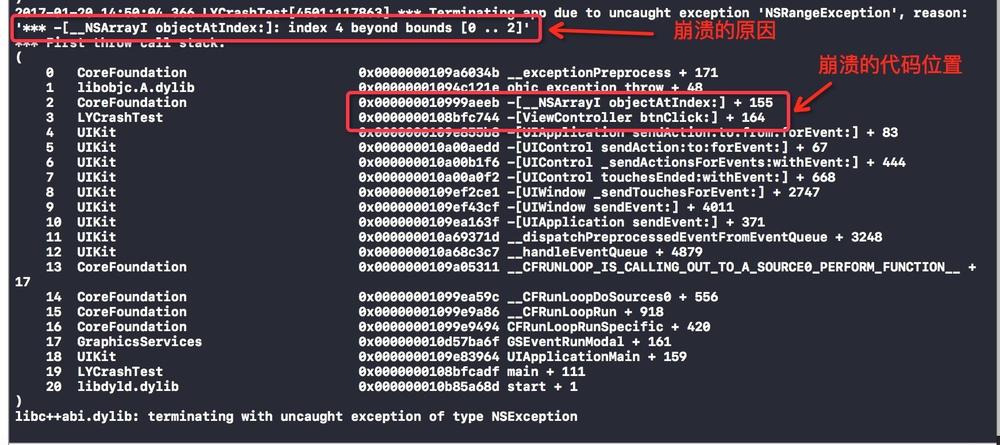 2017-01-20 14:50:04.366 LYCrashTest[4501:117863] *** Terminating app due to uncaught exception 'NSRangeException', reason:
'*** -[__NSArrayI objectAtIndex:]: index 4 beyond bounds [0 .. 2]'
崩溃的原因
*** First throw call stack:
(
崩溃的代码位置
0 CoreFoundation 0x0000000109a6034b __exceptionPreprocess + 171
1 libobjc.A.dylib 0x00000001094c121e objc_exception_throw + 48
2 CoreFoundation 0x000000010999aeeb -[__NSArrayI objectAtIndex:] + 155
3 LYCrashTest 0x0000000108bfc744 -[ViewController btnClick:] + 164
4 UIKit 0x0000000109e855b8 -[UIApplication sendAction:to:from:forEvent:] + 83
5 UIKit 0x000000010a00aedd -[UIControl sendAction:to:forEvent:] + 67
6 UIKit 0x000000010a00b1f6 -[UIControl _sendActionsForEvents:withEvent:] + 444
7 UIKit 0x000000010a00a0f2 -[UIControl touchesEnded:withEvent:] + 668
8 UIKit 0x0000000109ef2ce1 -[UIWindow _sendTouchesForEvent:] + 2747
9 UIKit 0x0000000109ef43cf -[UIWindow sendEvent:] + 4011
10 UIKit 0x0000000109ea163f -[UIApplication sendEvent:] + 371
11 UIKit 0x000000010a69371d __dispatchPreprocessedEventFromEventQueue + 3248
12 UIKit 0x000000010a68c3c7 __handleEventQueue + 4879
13 CoreFoundation 0x0000000109a05311 __CFRUNLOOP_IS_CALLING_OUT_TO_A_SOURCE0_PERFORM_FUNCTION__ +
17
14 CoreFoundation 0x00000001099ea59c __CFRunLoopDoSources0 + 556
15 CoreFoundation 0x00000001099e9a86 __CFRunLoopRun + 918
16 CoreFoundation 0x00000001099e9494 CFRunLoopRunSpecific + 420
17 GraphicsServices 0x000000010d57ba6f GSEventRunModal + 161
18 UIKit 0x0000000109e83964 UIApplicationMain + 159
19 LYCrashTest 0x0000000108bfcadf main + 111
20 libdyld.dylib 0x000000010b85a68d start + 1
)
libc++abi.dylib: terminating with uncaught exception of type NSException